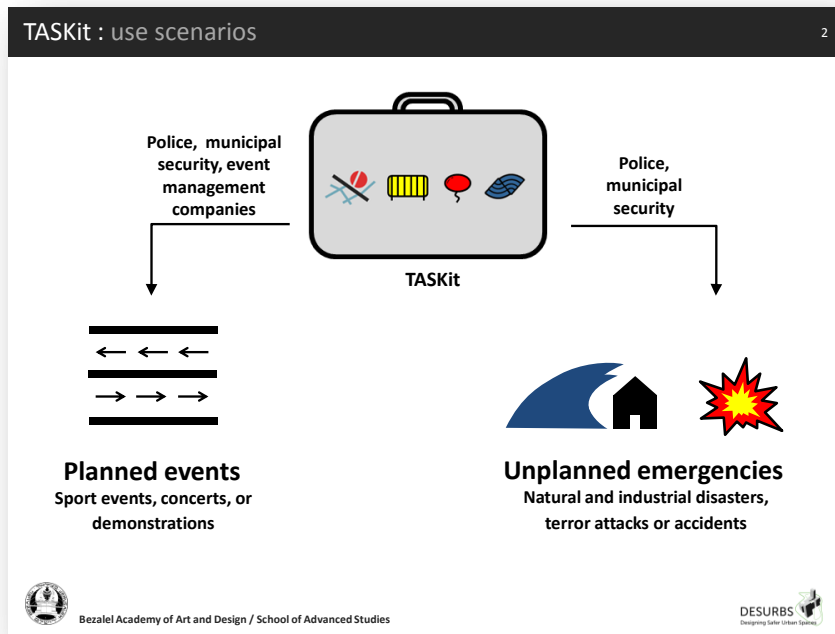 TASKit : use scenarios
2
Police, municipal
security, event
management
companies
Police,
municipal
security
TASKit
Planned events
Sport events, concerts, or
demonstrations
Unplanned emergencies
Natural and industrial disasters,
terror attacks or accidents
Bezalel Academy of Art and Design / School of Advanced Studies
DESURBS
Designing Safer Urban Spaces